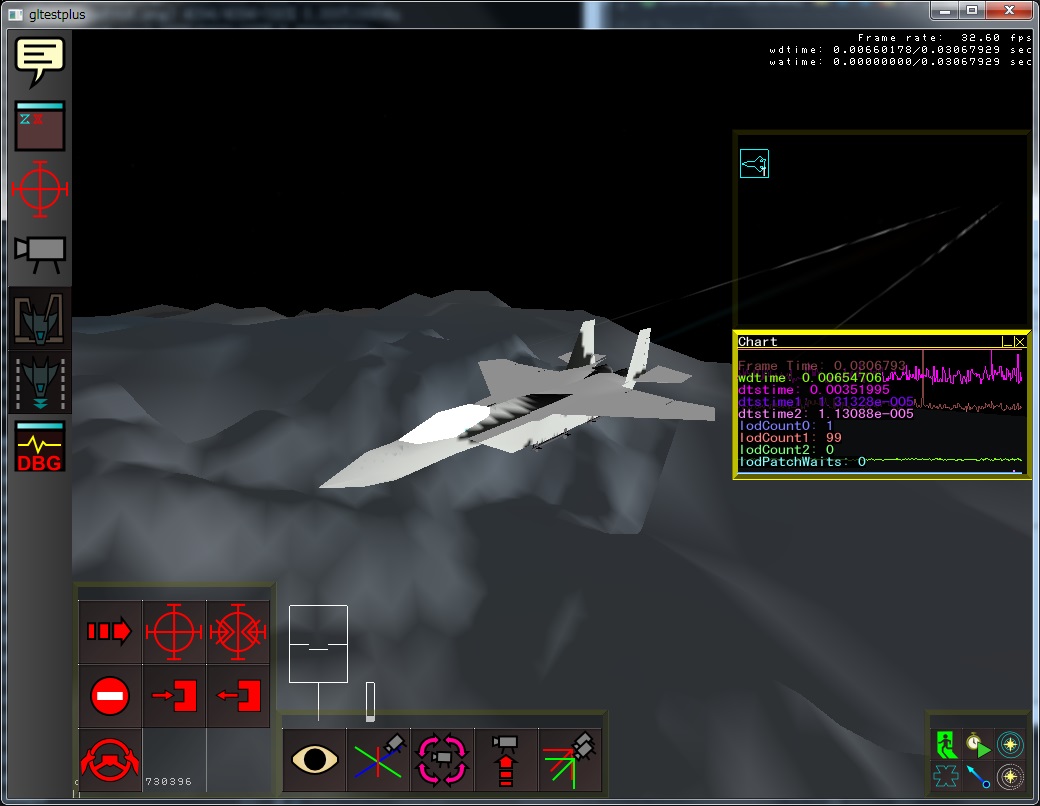 gltestplus
Frame rate: 32.60 fps
wdtime: 0.00660178/0.03067929 sec
watime: 0.00000000/0.03067929 sec
Z X
DBG
Chart
Frame Time: 0.0306793
wdtime: 0.00654706
dtstime: 0.00351995
dtstime1: 1.31328e-005
dtstime2: 1.13088e-005
lodCount0: 1
lodCount1: 99
lodCount2: 0
lodPatchWaits: 0
730396